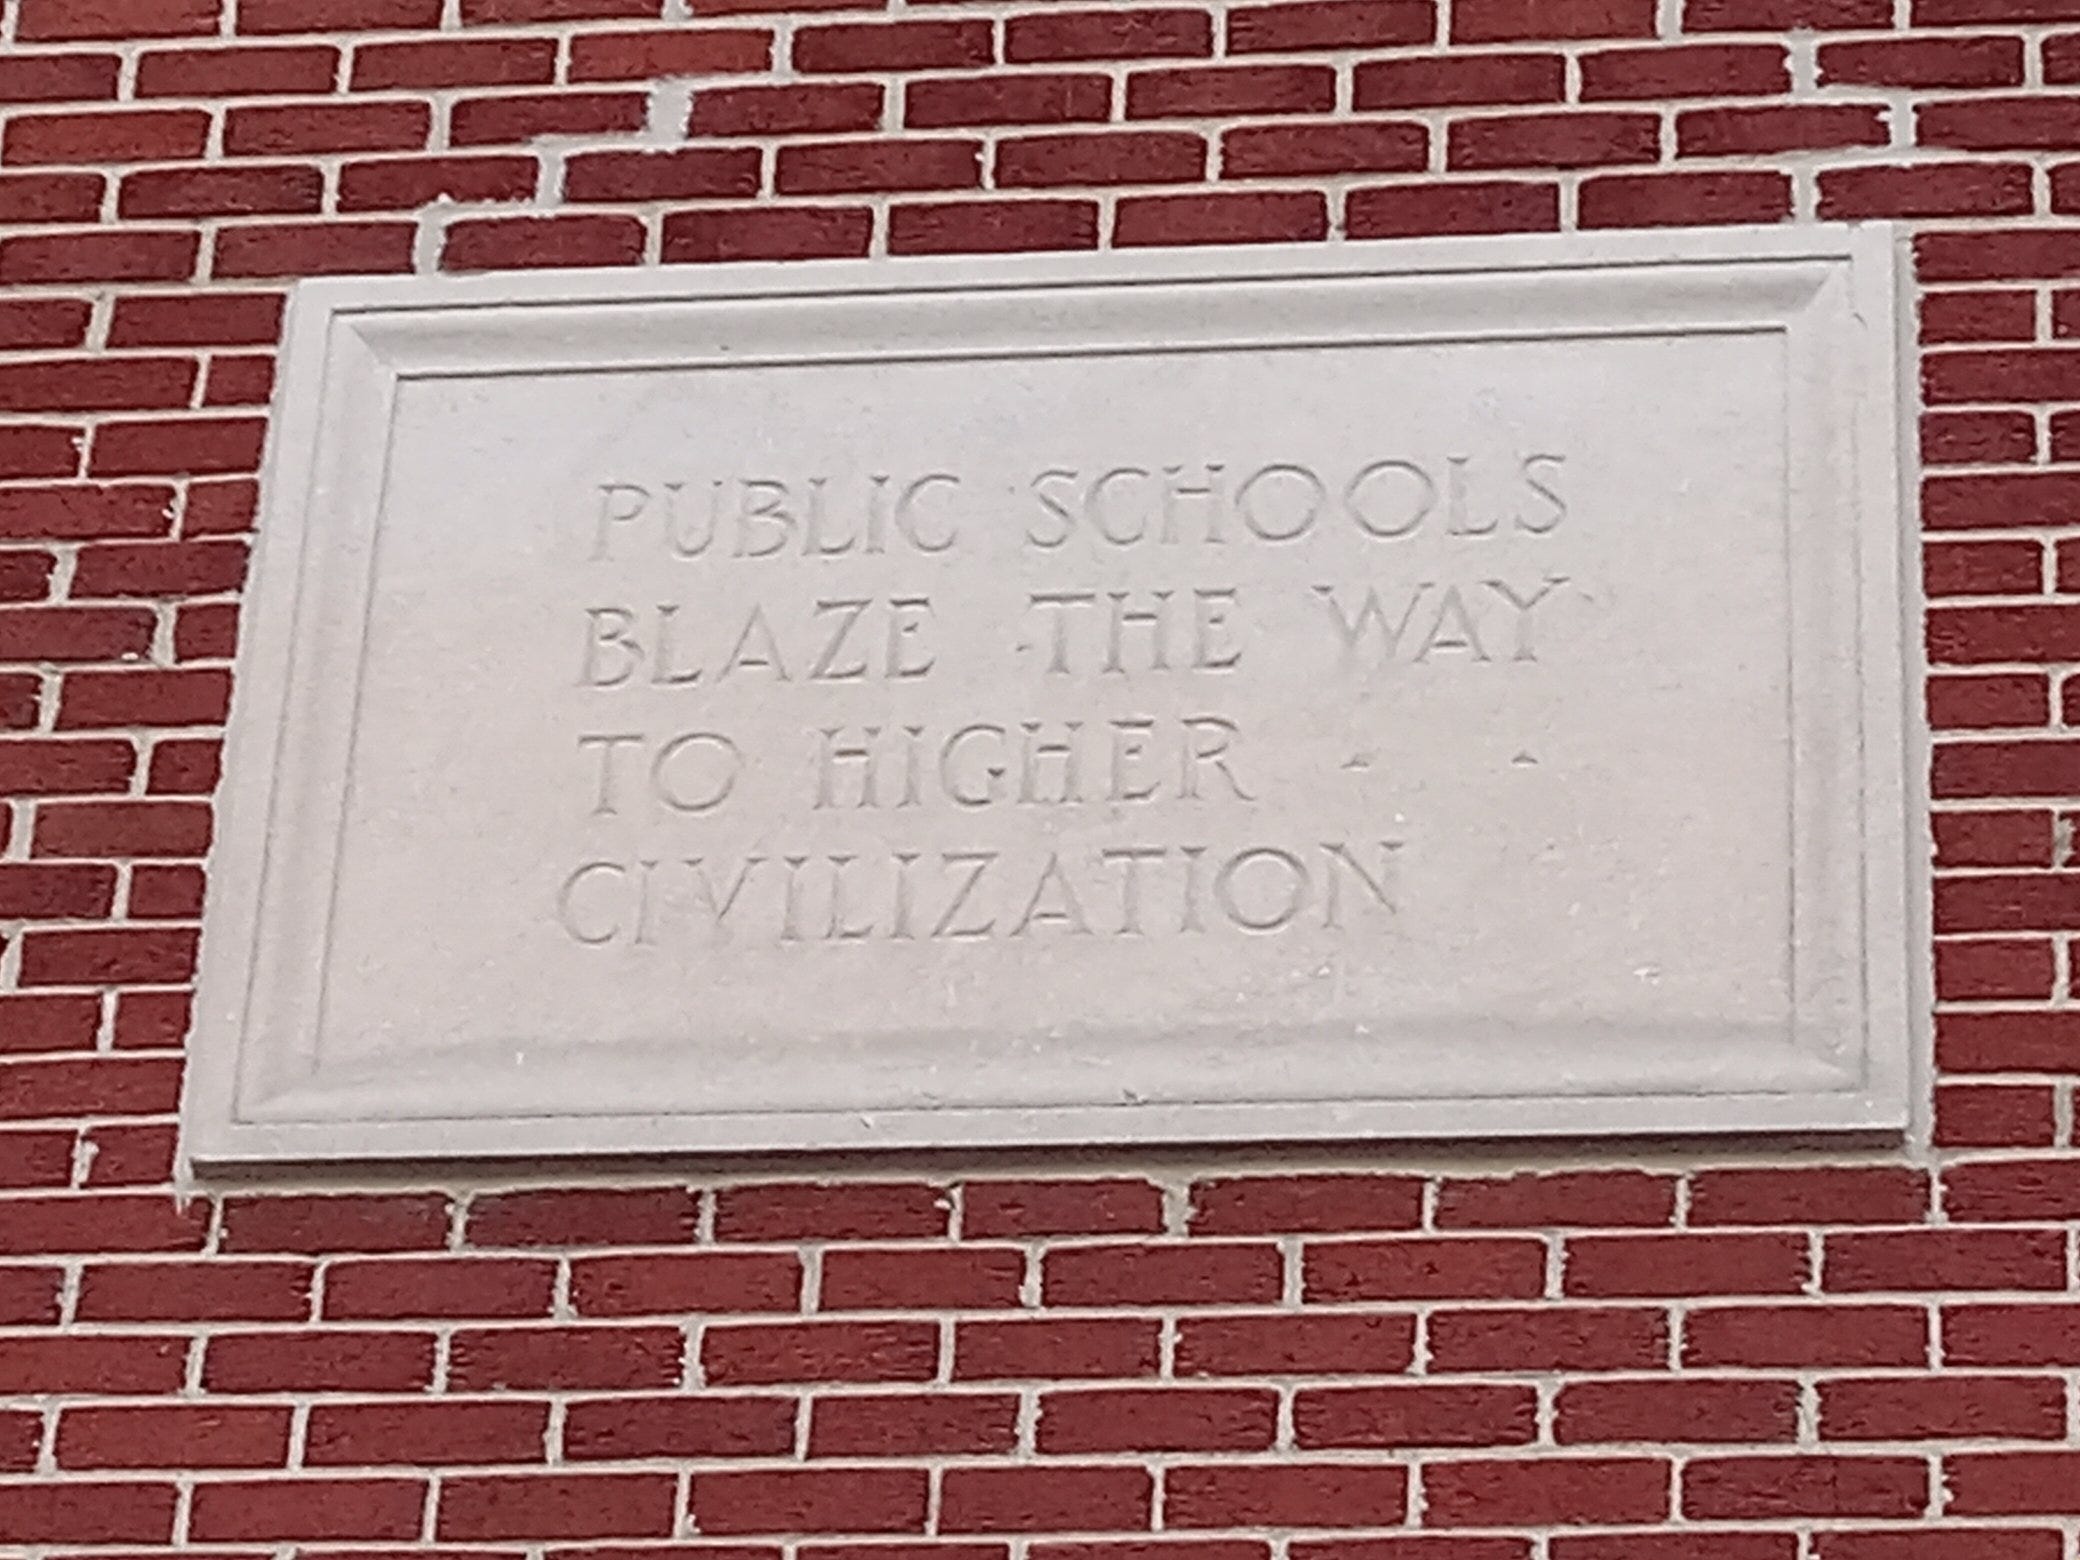 PUBLIC SCHOOLS
BLAZE THE WAY
TO HIGHER - -
CIVILIZATION